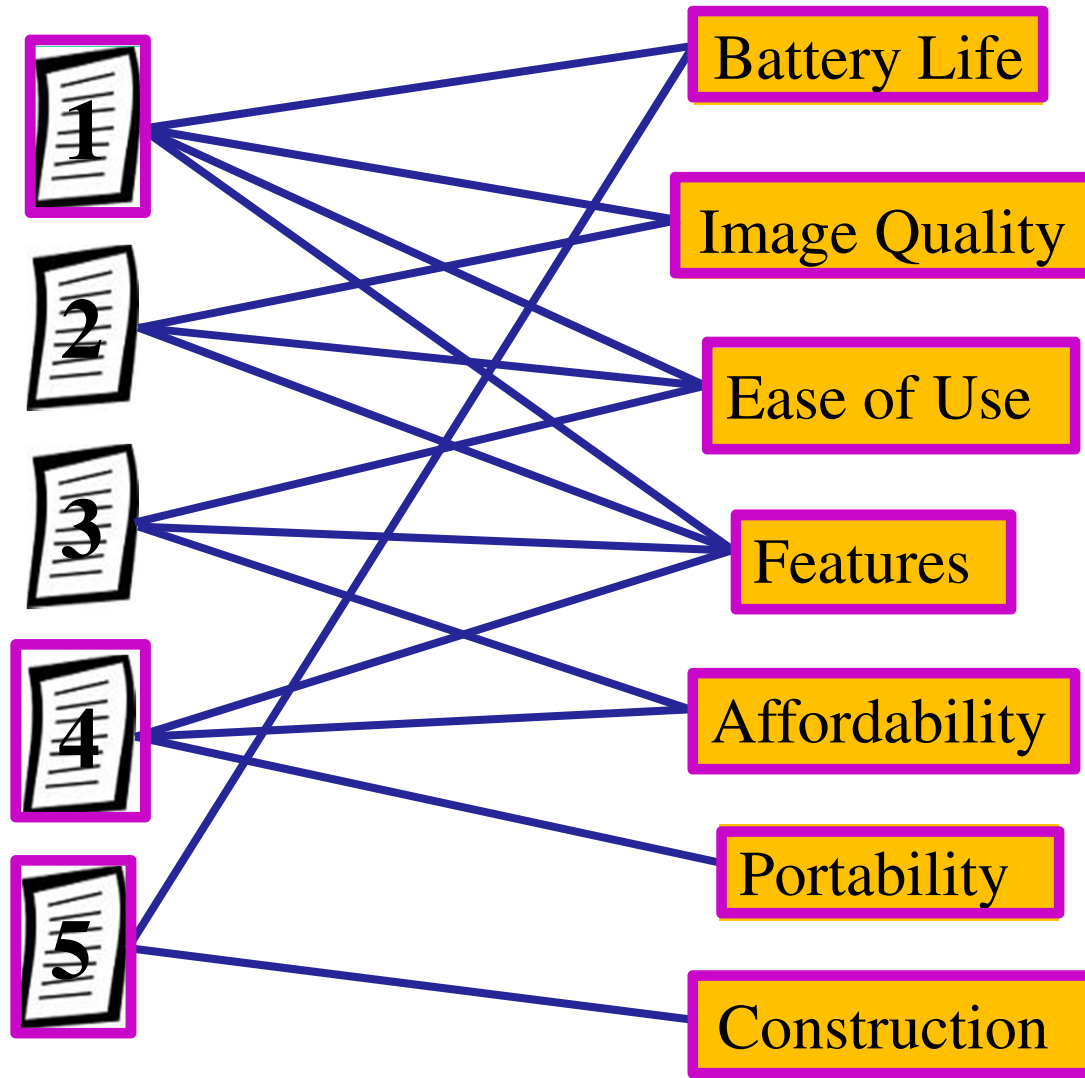 1
Battery Life
Image Quality
2
Ease of Use
3
Features
4
Affordability
Portability
5
Construction